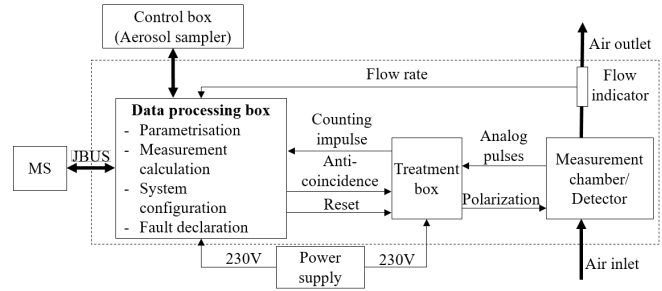 Control box
(Aerosol sampler)
Air outlet
Flow rate
Flow
indicator
Data processing box
- Parametrisation
- Measurement
calculation
- System
configuration
- Fault declaration
Counting
impulse
Anti-
coincidence
Reset
Treatment
box
Analog
pulses
Polarization
Measurement
chamber/
Detector
MS
JBUS
230V
Power
supply
230V
Air inlet